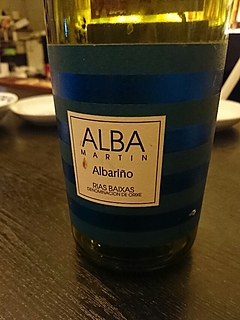 ALBA
MARTIN
Albariño
RIAS BAIXAS
DENOMINACION DE ORIXE